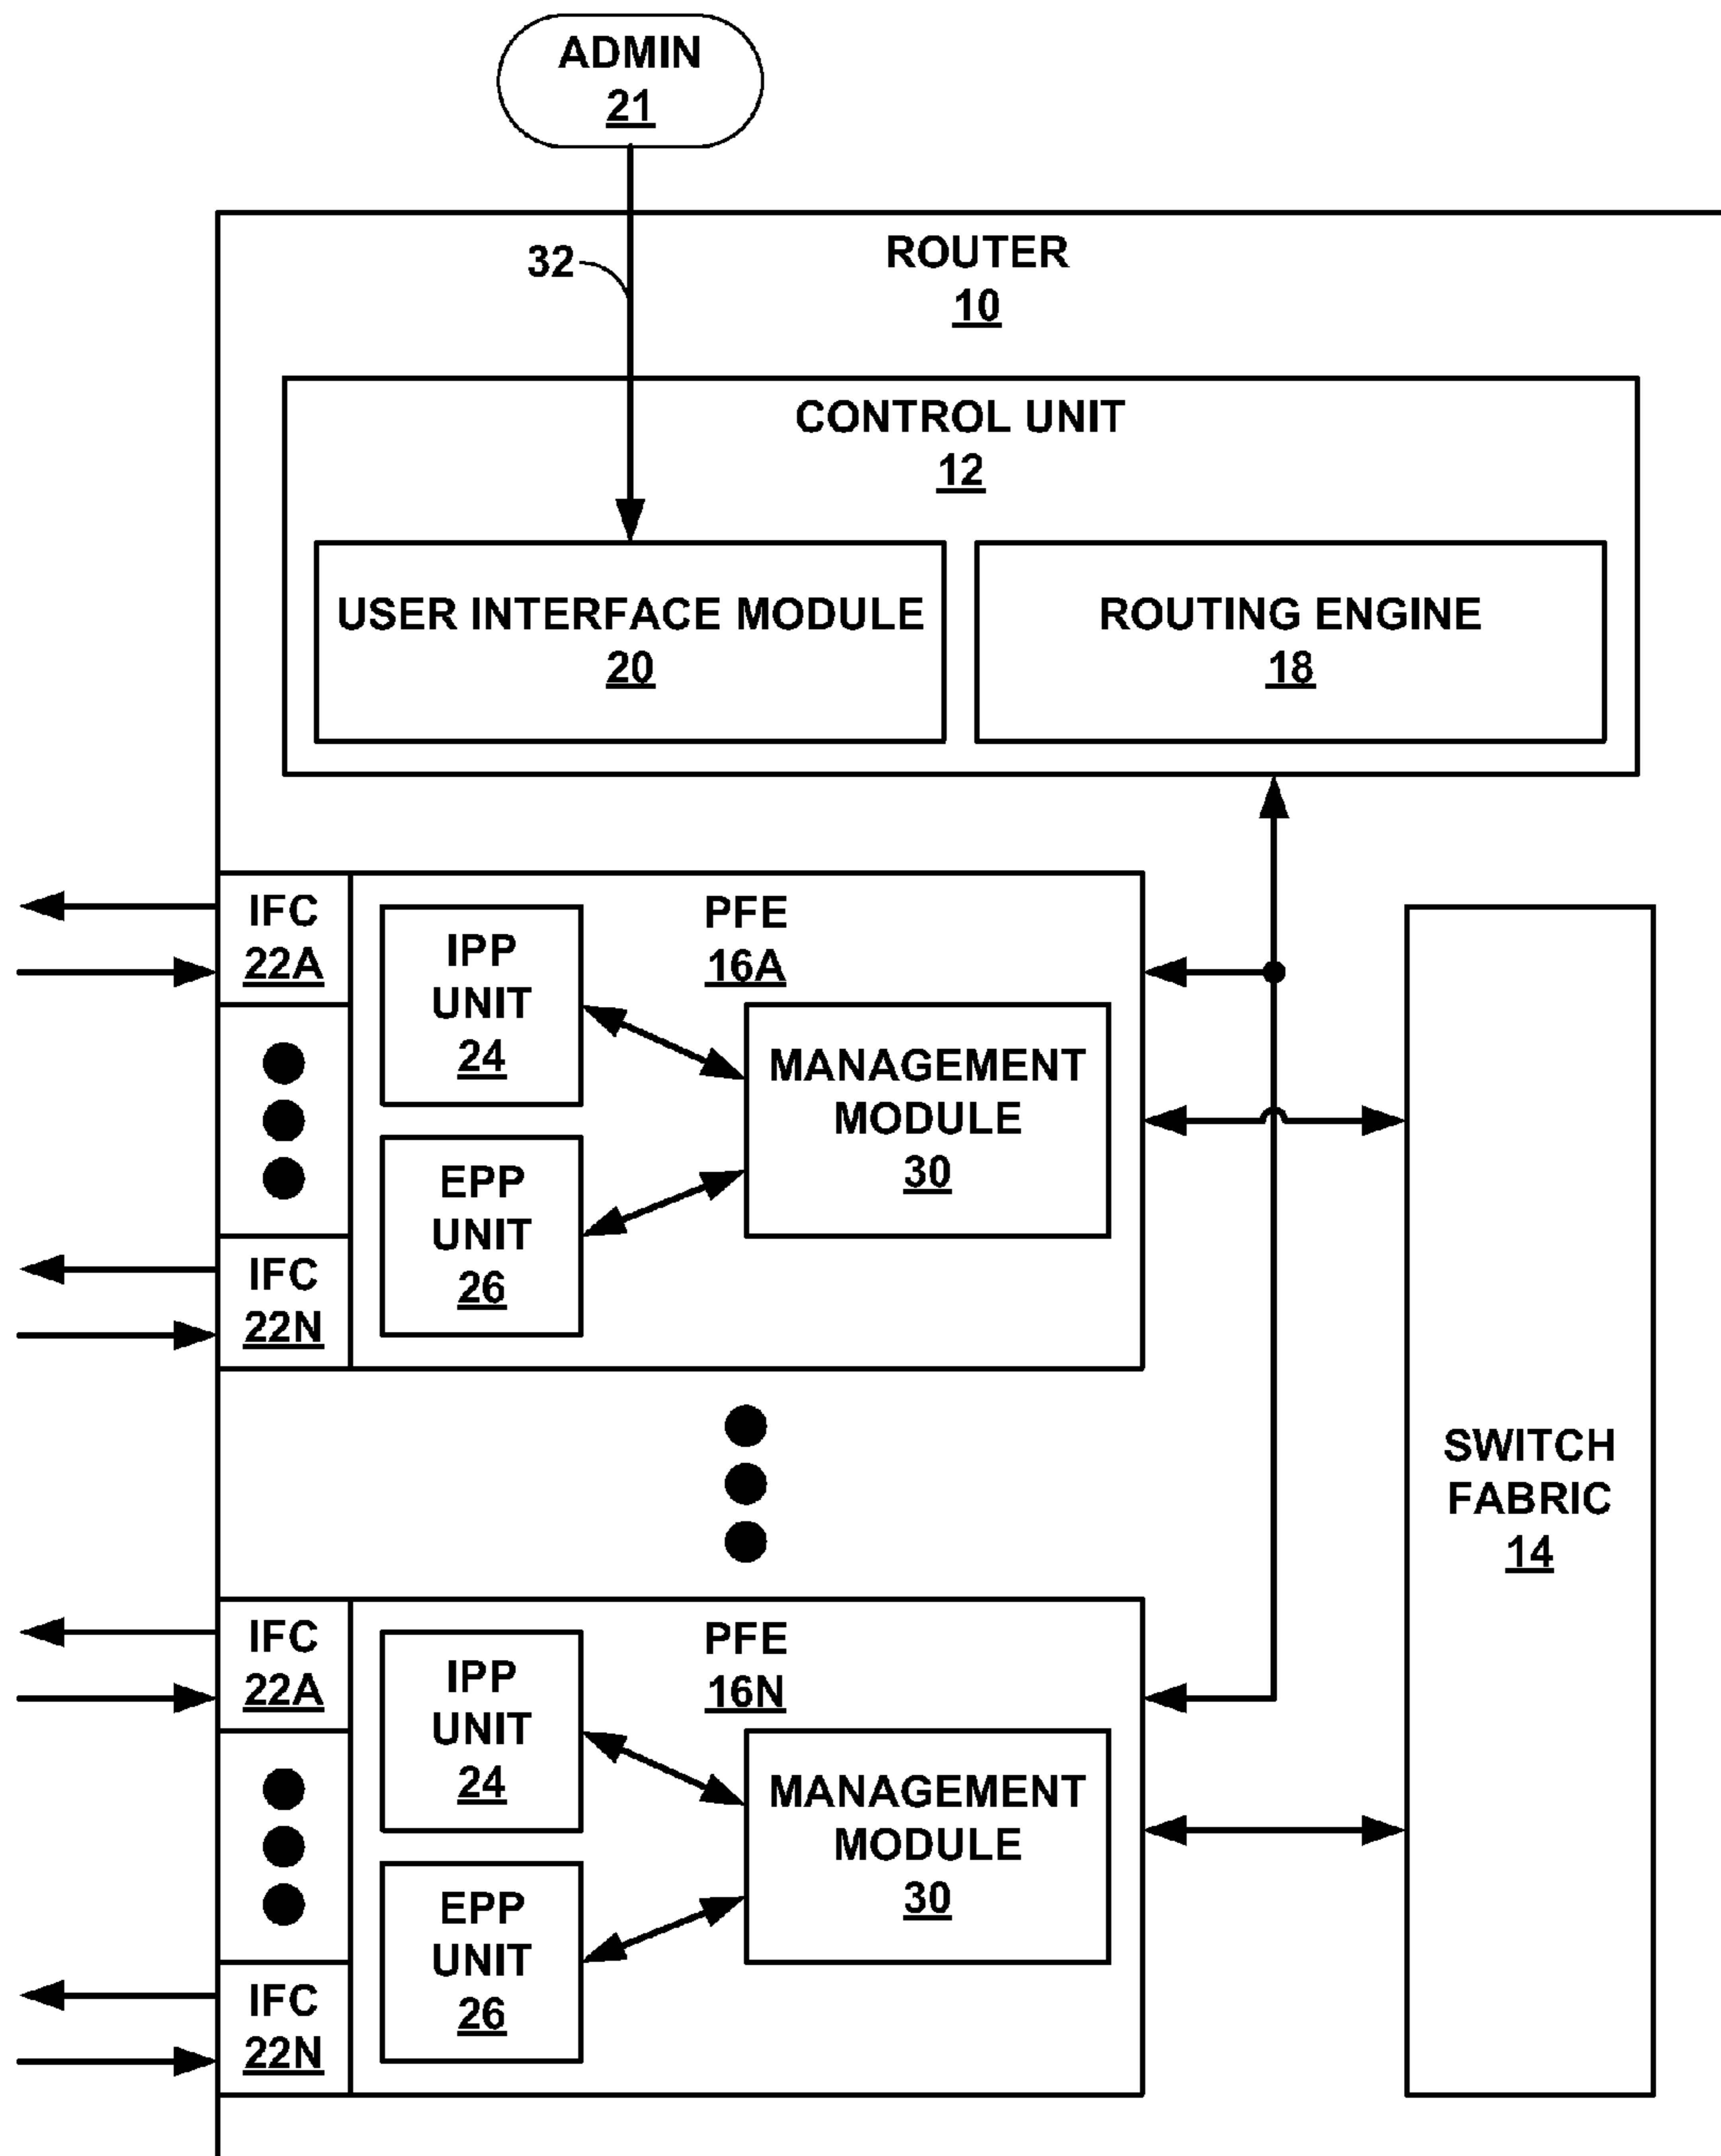 ADMIN
21
32
ROUTER
10
CONTROL UNIT
12
USER INTERFACE MODULE
20
ROUTING ENGINE
18
IFC
22A
IPP
UNIT
24
PFE
16A
MANAGEMENT
MODULE
30
EPP
UNIT
26
IFC
22N
SWITCH
FABRIC
14
IFC
22A
IPP
UNIT
24
PFE
16N
MANAGEMENT
MODULE
30
EPP
UNIT
26
IFC
22N